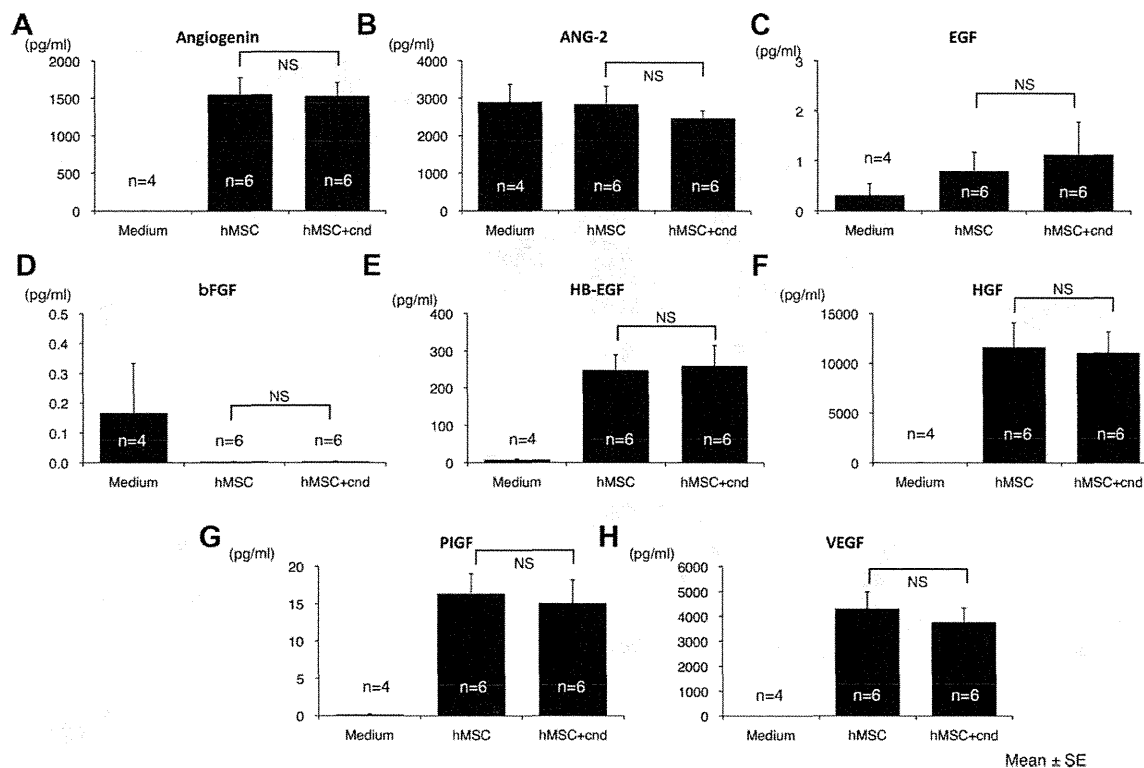 A
(pg/ml)
Angiogenin
2000
1500
1000
500
0
NS
n=4
n=6
n=6
Medium
hMSC
hMSC+cnd
B
(pg/ml)
ANG-2
4000
3000
2000
1000
0
NS
n=4
n=6
n=6
Medium
hMSC
hMSC+cnd
C
(pg/ml)
EGF
3
2
1
0
NS
n=4
n=6
n=6
Medium
hMSC
hMSC+cnd
D
(pg/ml)
bFGF
0.5
0.4
0.3
0.2
0.1
0.0
NS
n=4
n=6
n=6
Medium
hMSC
hMSC+cnd
E
(pg/ml)
HB-EGF
400
300
200
100
0
NS
n=4
n=6
n=6
Medium
hMSC
hMSC+cnd
F
(pg/ml)
HGF
15000
10000
5000
0
NS
n=4
n=6
n=6
Medium
hMSC
hMSC+cnd
G
(pg/ml)
PIGF
20
15
10
5
0
NS
n=4
n=6
n=6
Medium
hMSC
hMSC+cnd
H
(pg/ml)
VEGF
6000
5000
4000
3000
2000
1000
0
NS
n=4
n=6
n=6
Medium
hMSC
hMSC+cnd
Mean ± SE